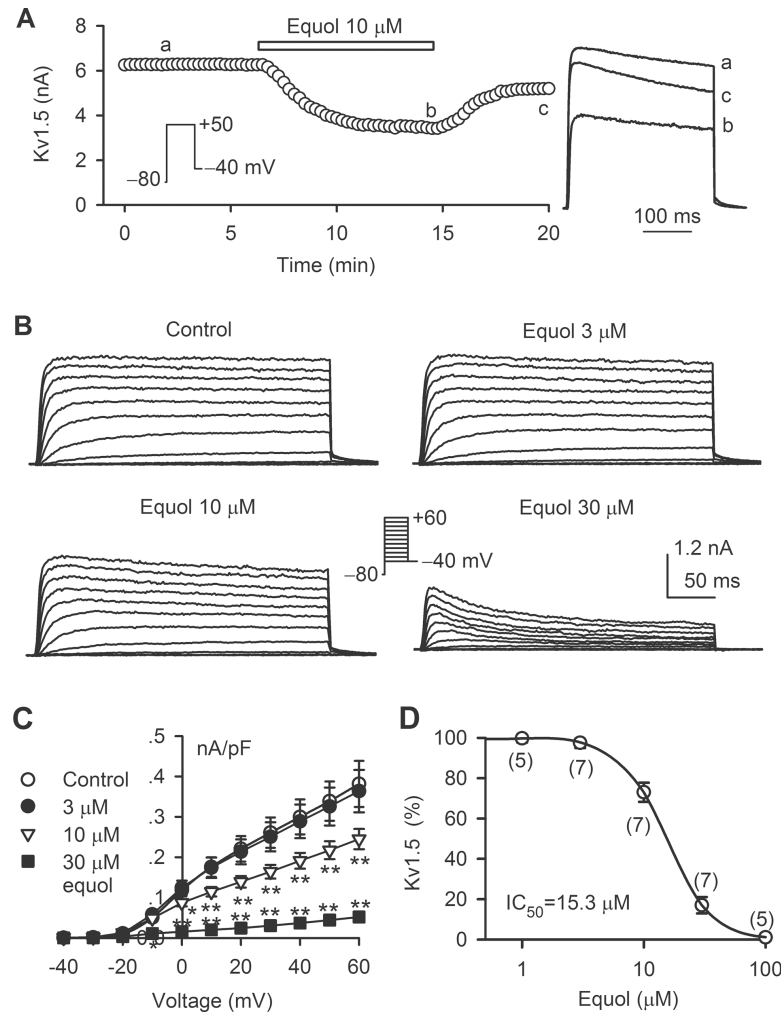 A
8
6
4
2
0
Kv1.5 (nA)
Equol 10 μM
a
b
c
+50
−80
−40 mV
0
5
10
15
20
Time (min)
a
c
b
100 ms
B
Control
Equol 3 μM
Equol 10 μM
Equol 30 μM
+60
−80
−40 mV
1.2 nA
50 ms
C
Control
3 μM
10 μM
30 μM
equol
.5
.4
.3
.2
.1
0.0
nA/pF
*
*
** ** ** ** ** **
** ** ** ** ** ** **
-40
-20
0
20
40
60
Voltage (mV)
D
100
80
60
40
20
0
Kv1.5 (%)
(5)
(7)
(7)
(7)
(5)
IC50=15.3 μM
1
10
100
Equol (μM)